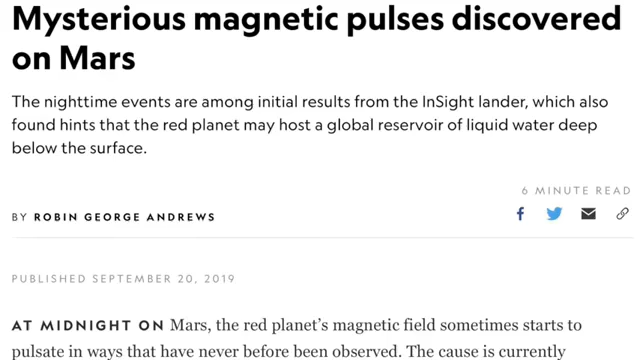 Mysterious magnetic pulses discovered
on Mars
The nighttime events are among initial results from the InSight lander, which also
found hints that the red planet may host a global reservoir of liquid water deep
below the surface.
6 MINUTE READ
BY ROBIN GEORGE ANDREWS
PUBLISHED SEPTEMBER 20, 2019
AT MIDNIGHT ON Mars, the red planet’s magnetic field sometimes starts to
pulsate in ways that have never before been observed. The cause is currently